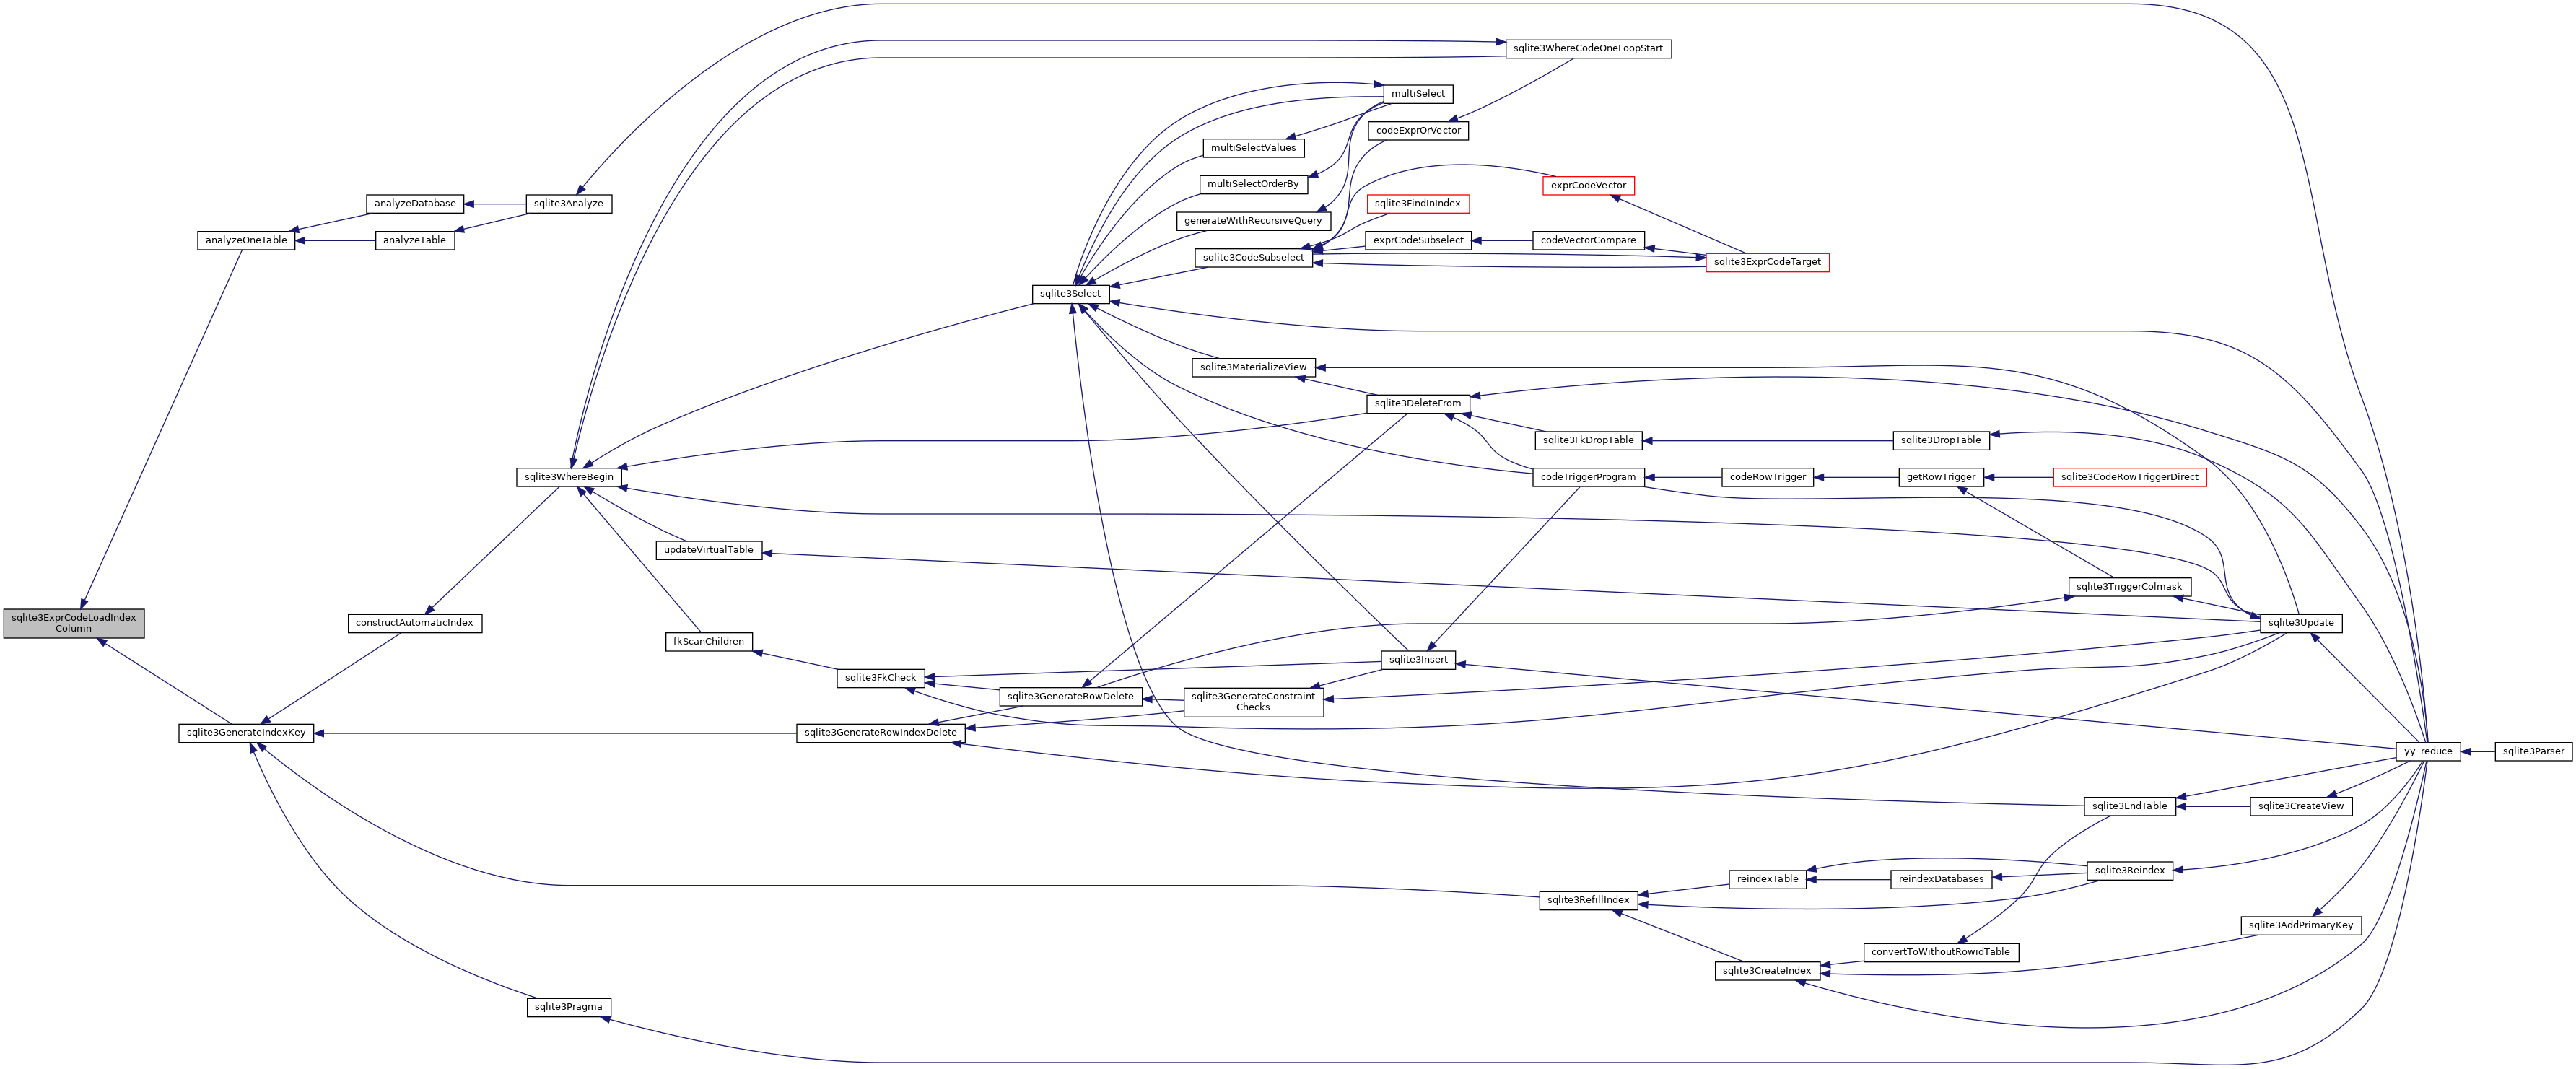 sqlite3WhereCodeOneLoopStart
multiSelect
codeExprOrVector
multiSelectValues
multiSelectOrderBy
exprCodeVector
sqlite3FindInIndex
analyzeDatabase
sqlite3Analyze
generateWithRecursiveQuery
analyzeOneTable
analyzeTable
exprCodeSubselect
codeVectorCompare
sqlite3CodeSubselect
sqlite3ExprCodeTarget
sqlite3Select
sqlite3MaterializeView
sqlite3DeleteFrom
sqlite3FkDropTable
sqlite3DropTable
sqlite3WhereBegin
codeTriggerProgram
codeRowTrigger
getRowTrigger
sqlite3CodeRowTriggerDirect
updateVirtualTable
sqlite3TriggerColmask
sqlite3ExprCodeLoadIndex
Column
constructAutomaticIndex
sqlite3Update
fkScanChildren
sqlite3Insert
sqlite3FkCheck
sqlite3GenerateRowDelete
sqlite3GenerateConstraint
Checks
sqlite3GenerateIndexKey
sqlite3GenerateRowIndexDelete
yy_reduce
sqlite3Parser
sqlite3EndTable
sqlite3CreateView
sqlite3Reindex
reindexTable
reindexDatabases
sqlite3RefillIndex
sqlite3AddPrimaryKey
convertToWithoutRowidTable
sqlite3CreateIndex
sqlite3Pragma